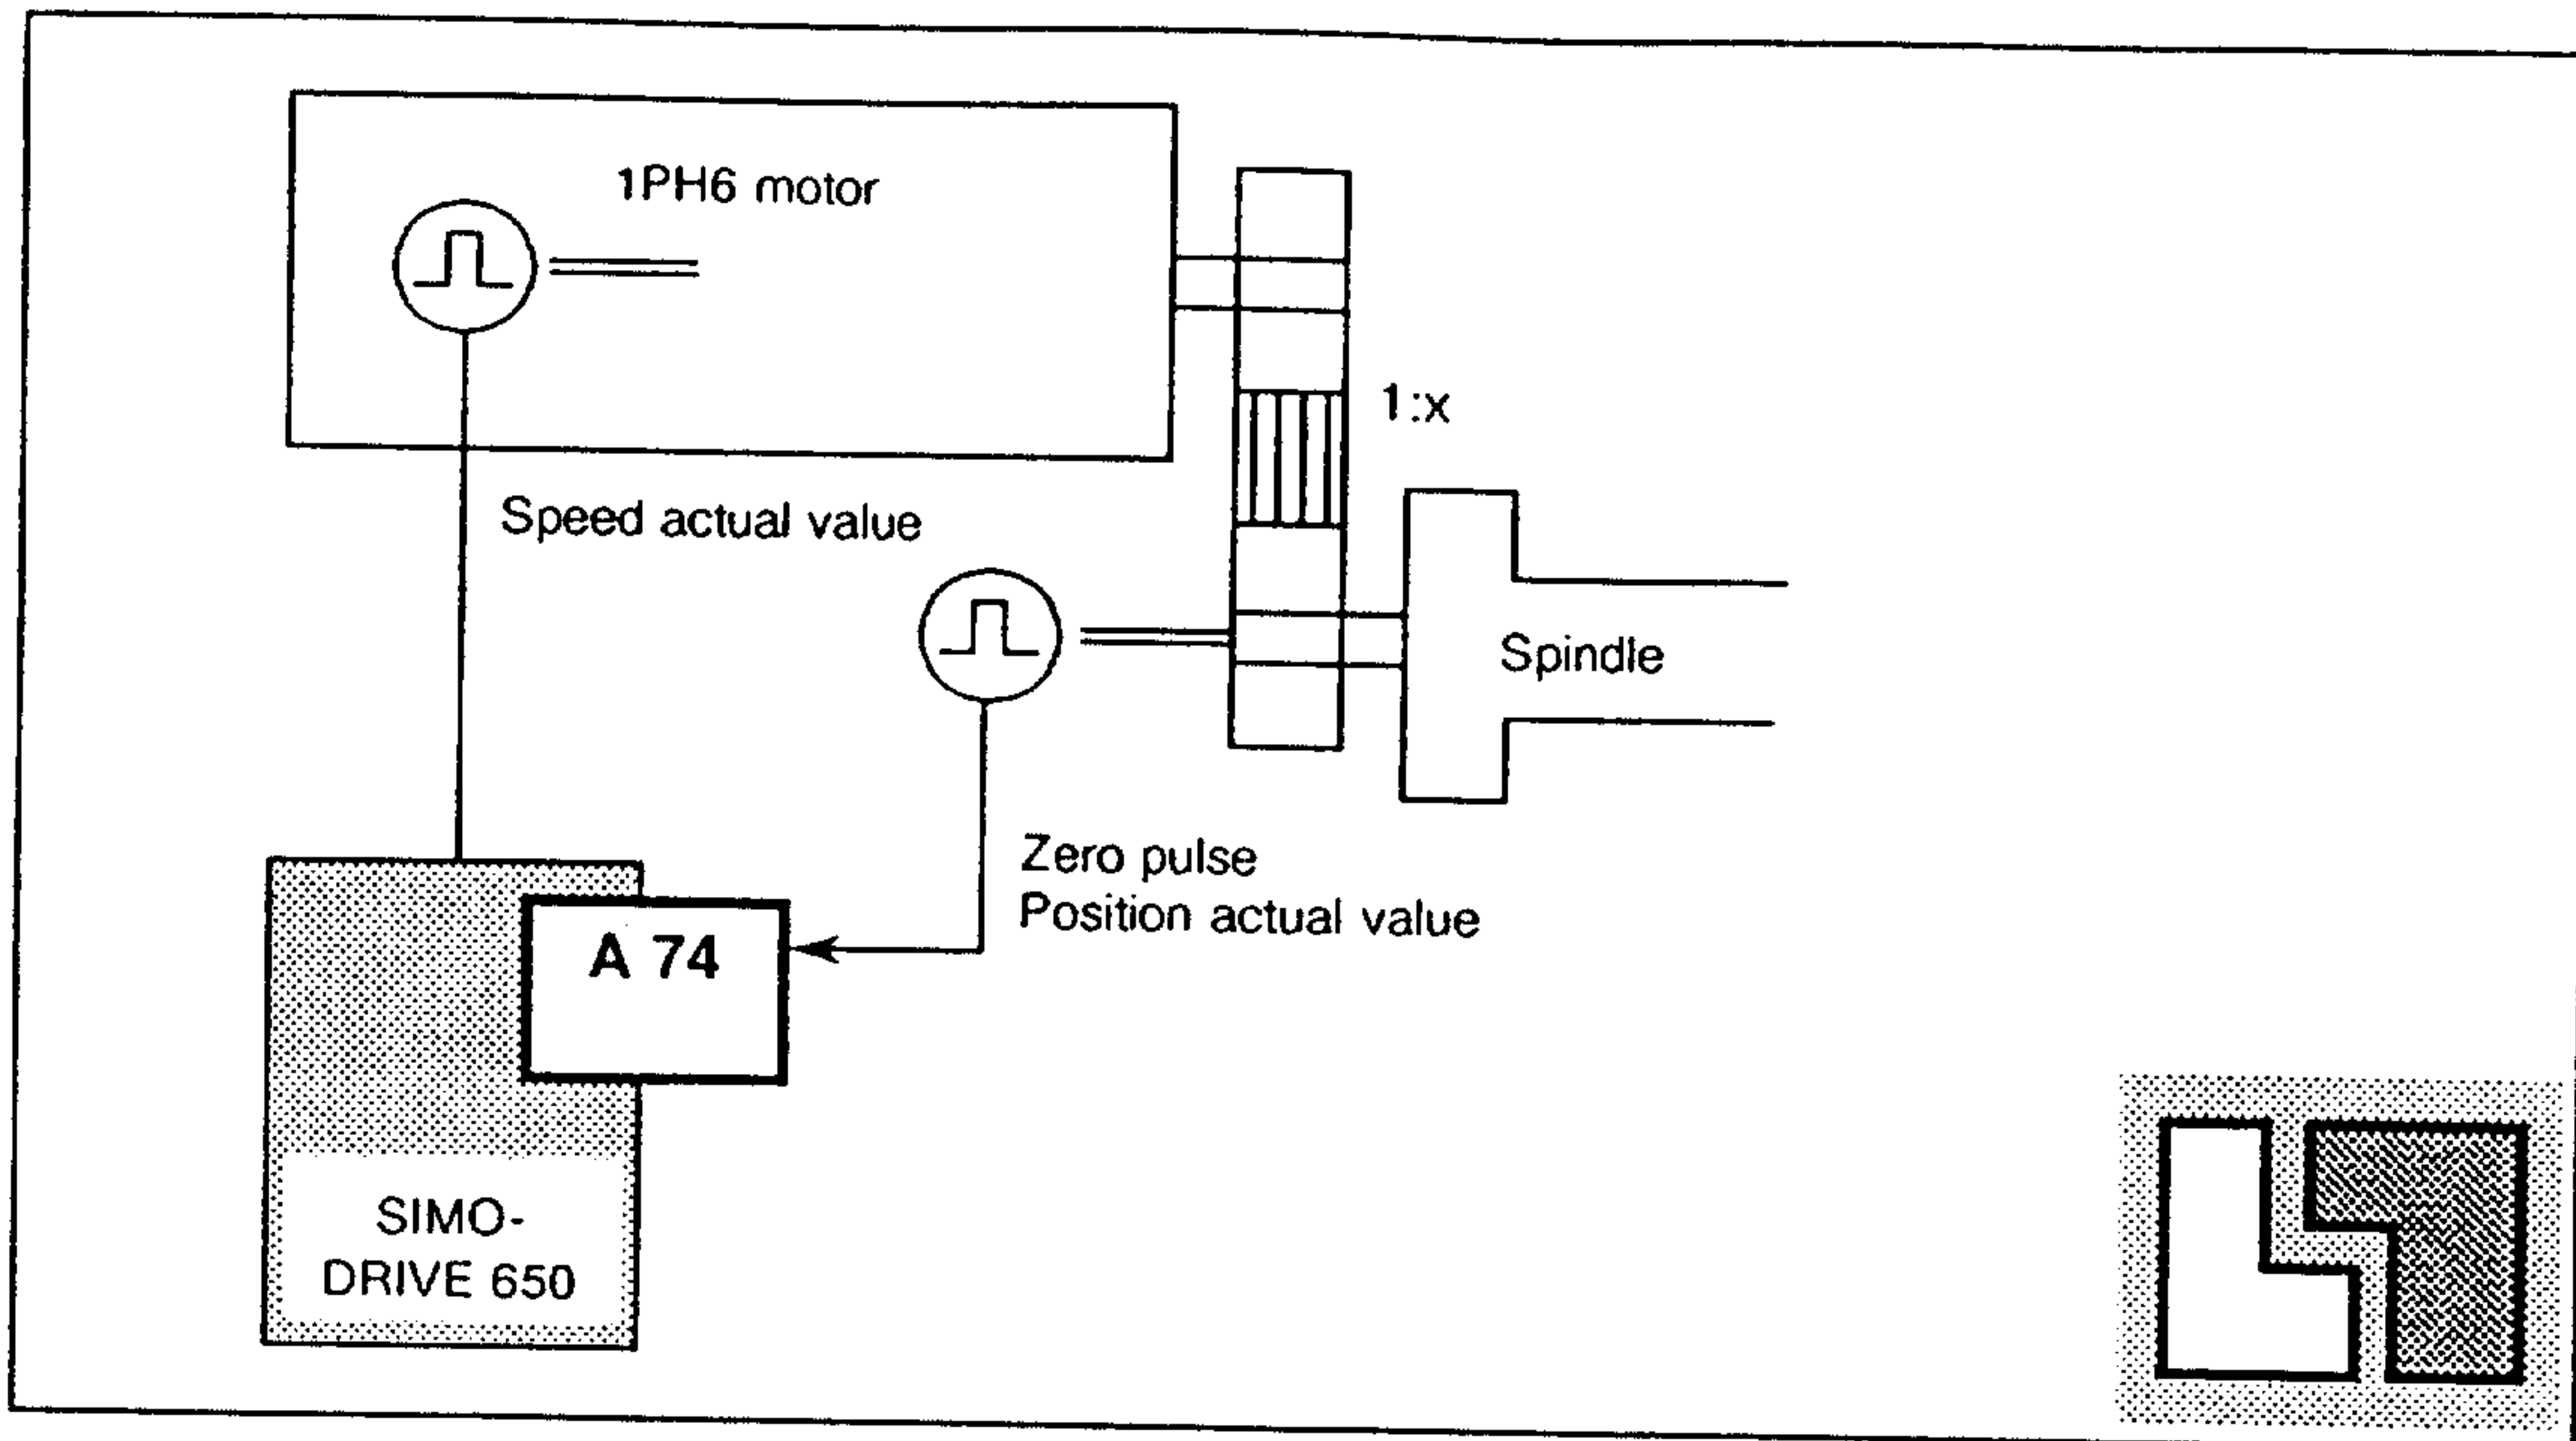 1PH6 motor
1:x
Speed actual value
Spindle
Zero pulse
Position actual value
A 74
SIMO-
DRIVE 650